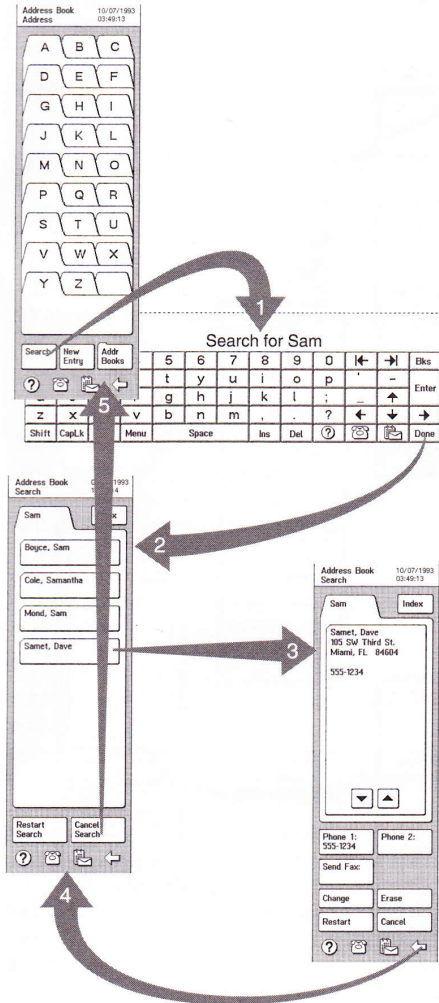 Address Book 10/07/1993
Address 03:49:13
A B C
D E F
G H I
J K L
M N O
P Q R
S T U
V W X
Y Z
Search New Entry Addr Books
1
Search for Sam
5 6 7 8 9 0 Bks
t y u i o p ' -
g h j k l ; _ Enter
z x v b n m , . ?
Shift CapLk Menu Space Ins Del ? Done
5
Address Book 1993
Search
Sam
Boyce, Sam
Cole, Samantha
Mond, Sam
Samet, Dave
Restart Search
Cancel Search
?
2
3
4
Address Book 10/07/1993
Search 03:49:13
Sam Index
Samet, Dave
105 SW Third St.
Miami, FL 84604
555-1234
Phone 1: Phone 2:
555-1234
Send Fax:
Change Erase
Restart Cancel
?